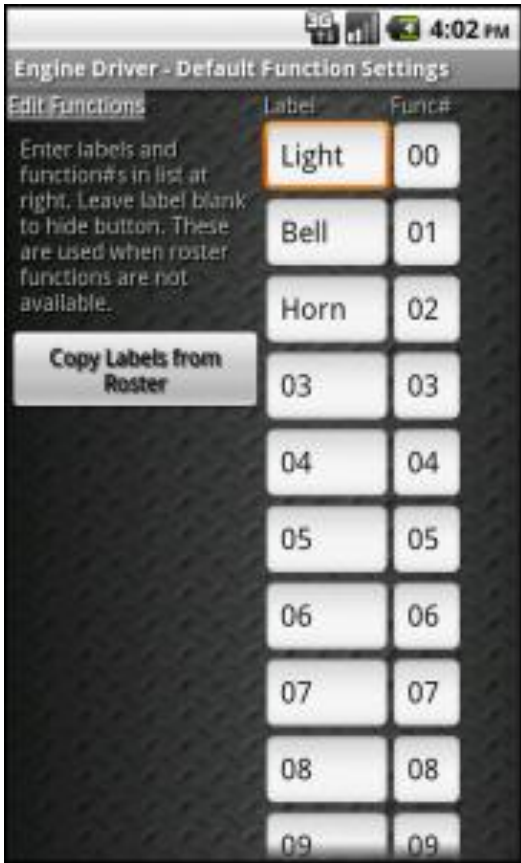 3G
4:02 PM
Engine Driver - Default Function Settings
Edit Functions
Label Func#
Enter labels and
function#s in list at
right. Leave label blank
to hide button. These
are used when roster
functions are not
available.
Copy Labels from
Roster
Light 00
Bell 01
Horn 02
03 03
04 04
05 05
06 06
07 07
08 08
09 09